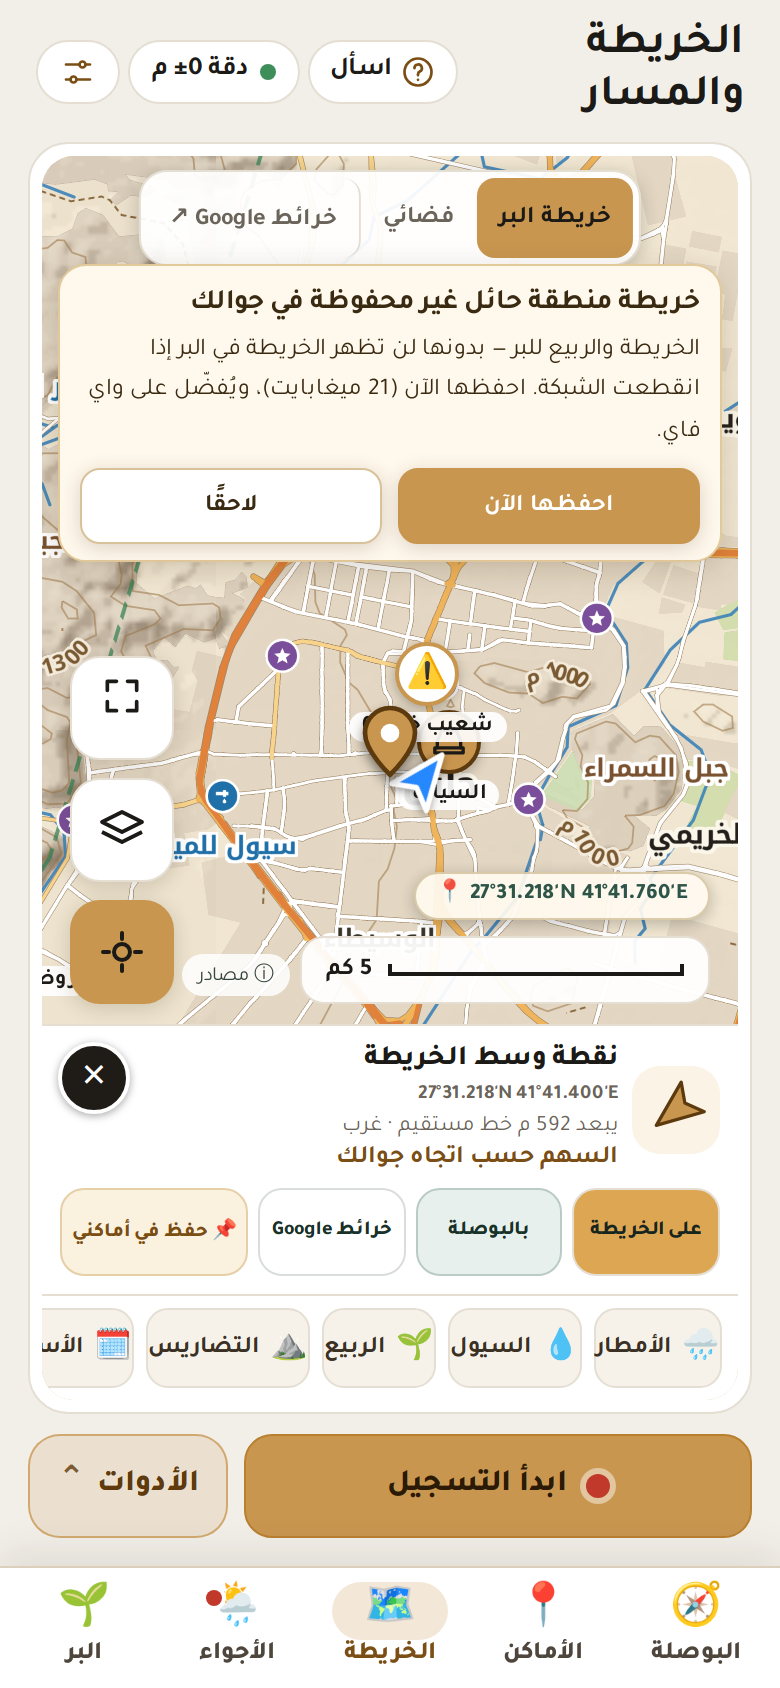 الخريطة
والمسار
اسأل
دقة 0± م
خريطة البر
فضائي
خرائط Google ↗
خريطة منطقة حائل غير محفوظة في جوالك
الخريطة والربيع للبر — بدونها لن تظهر الخريطة في البر إذا
انقطعت الشبكة. احفظها الآن (21 ميغابايت)، ويُفضّل على واي
فاي.
احفظها الآن
لاحقًا
1300
1000 م
شعيب
جبل السمراء
1000 م
سيول
الوسيطاء
27°31.218′N 41°41.760′E
5 كم
ⓘ مصادر
نقطة وسط الخريطة
27°31.218′N 41°41.400′E
يبعد 592 م خط مستقيم · غرب
السهم حسب اتجاه جوالك
على الخريطة
بالبوصلة
خرائط Google
حفظ في أماكني
الأمطار
السيول
الربيع
التضاريس
ابدأ التسجيل
الأدوات
البوصلة
الأماكن
الخريطة
الأجواء
البر